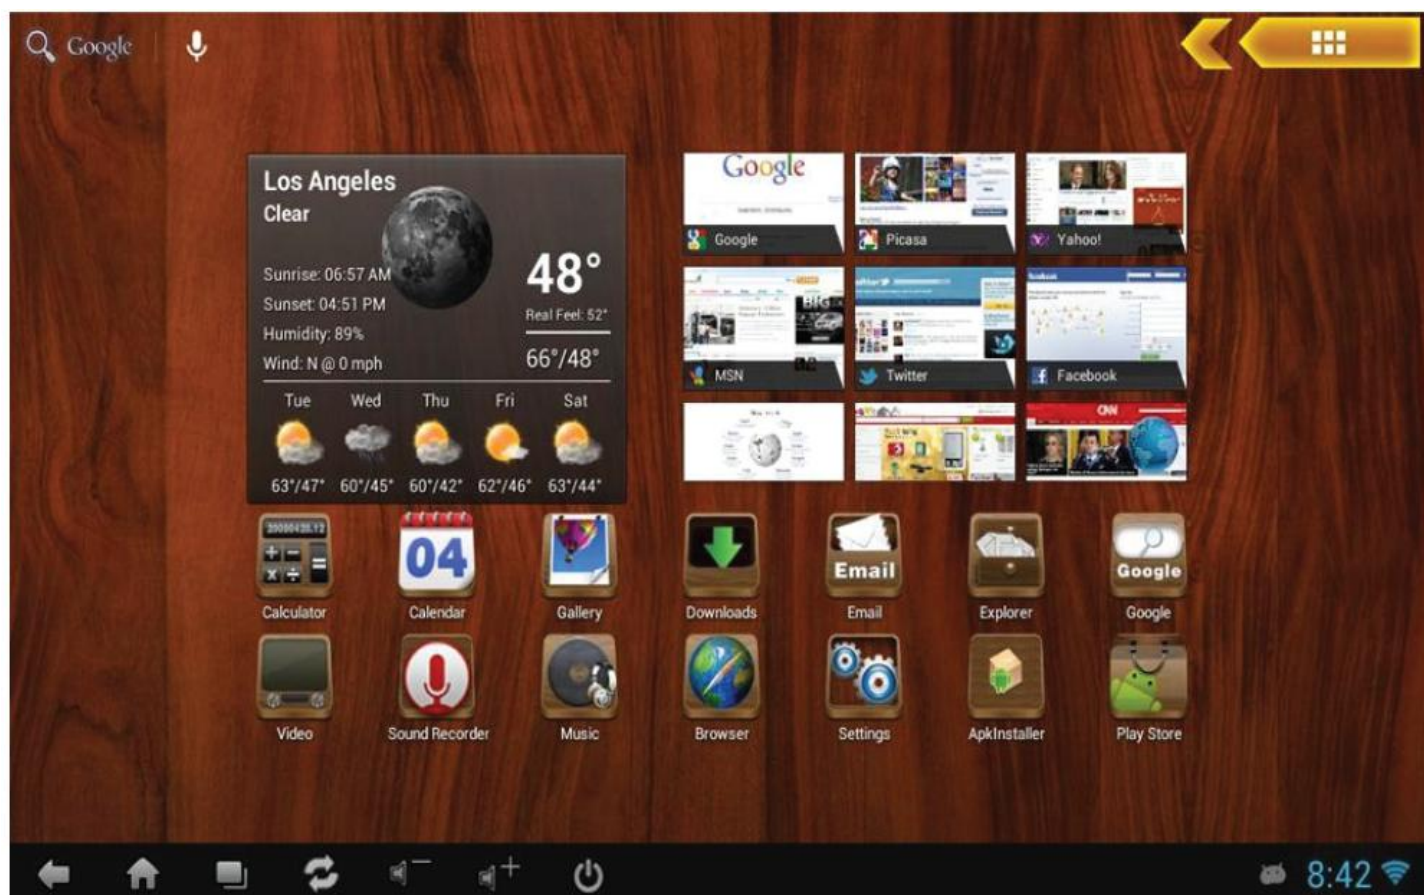 Google
Los Angeles
Clear
Sunrise: 06:57 AM
Sunset: 04:51 PM
Humidity: 89%
Wind: N @ 0 mph
48°
Real Feel: 52°
66°/48°
Tue Wed Thu Fri Sat
63°/47° 60°/45° 60°/42° 62°/46° 63°/44°
Google
Google Picasa Yahoo!
MSN Twitter Facebook
CNN
20000420.12
04
Email
Google
Calculator Calendar Gallery Downloads Email Explorer Google
Video Sound Recorder Music Browser Settings ApkInstaller Play Store
8:42